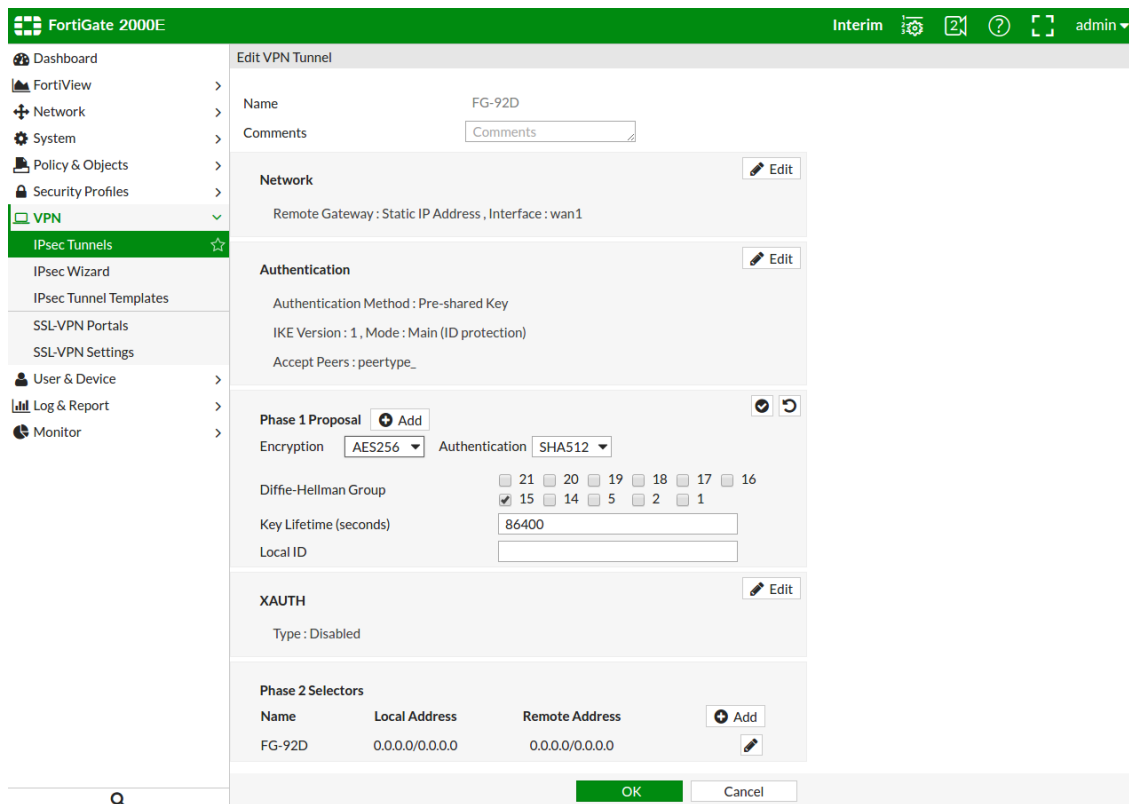 FortiGate 2000E
Interim
2
admin
Dashboard
FortiView
Network
System
Policy & Objects
Security Profiles
VPN
IPsec Tunnels
IPsec Wizard
IPsec Tunnel Templates
SSL-VPN Portals
SSL-VPN Settings
User & Device
Log & Report
Monitor
Edit VPN Tunnel
Name FG-92D
Comments Comments
Network Edit
Remote Gateway : Static IP Address , Interface : wan1
Authentication Edit
Authentication Method : Pre-shared Key
IKE Version : 1 , Mode : Main (ID protection)
Accept Peers : peertype_
Phase 1 Proposal Add
Encryption AES256 Authentication SHA512
Diffie-Hellman Group
21 20 19 18 17 16
15 14 5 2 1
Key Lifetime (seconds) 86400
Local ID
XAUTH Edit
Type : Disabled
Phase 2 Selectors
Name Local Address Remote Address Add
FG-92D 0.0.0.0/0.0.0.0 0.0.0.0/0.0.0.0
OK Cancel